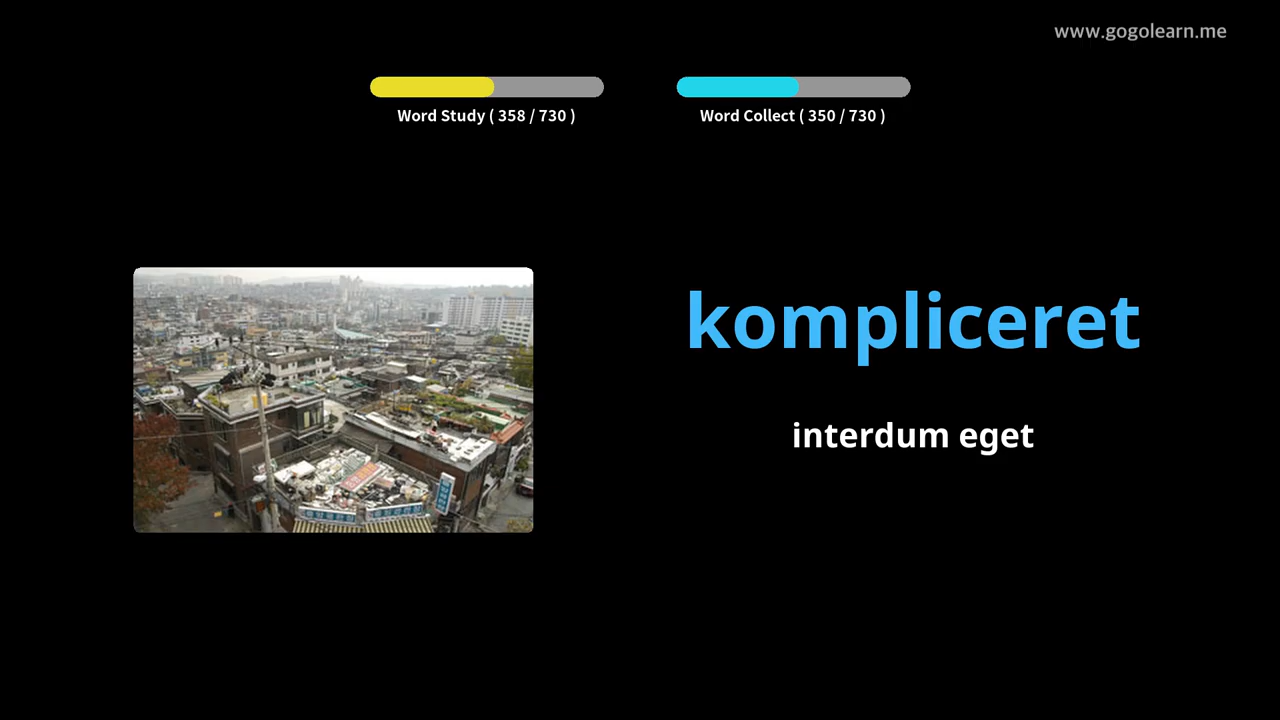 www.gogolearn.me
Word Study ( 358 / 730 )
Word Collect ( 350 / 730 )
kompliceret
interdum eget